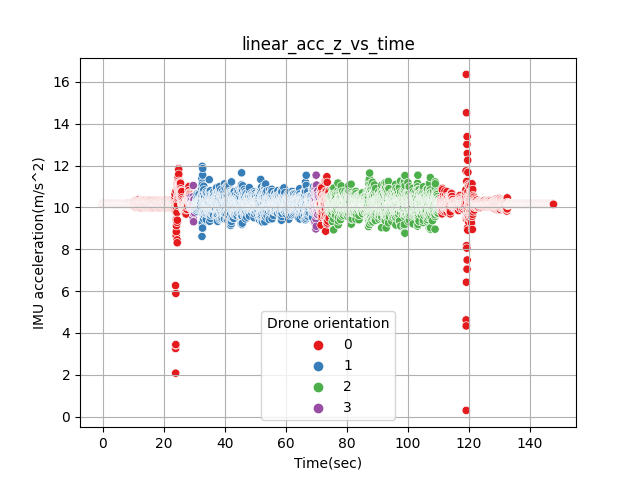 linear_acc_z_vs_time
IMU acceleration(m/s^2)
16
14
12
10
8
6
4
2
0
Drone orientation
0
1
2
3
0 20 40 60 80 100 120 140
Time(sec)